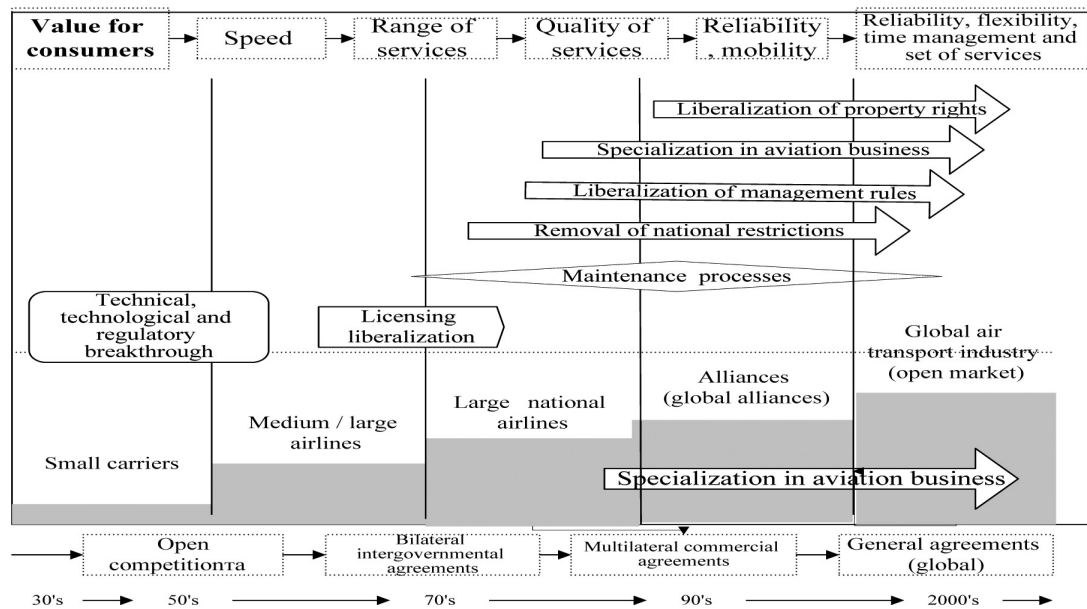 Value for
consumers
Speed
Range of
services
Quality of
services
Reliability
, mobility
Reliability, flexibility,
time management and
set of services
Liberalization of property rights
Specialization in aviation business
Liberalization of management rules
Removal of national restrictions
Maintenance processes
Technical,
technological and
regulatory
breakthrough
Licensing
liberalization
Global air
transport industry
(open market)
Alliances
(global alliances)
Large national
airlines
Medium / large
airlines
Small carriers
Specialization in aviation business
Open
competitionта
Bilateral
intergovernmental
agreements
Multilateral commercial
agreements
General agreements
(global)
30's
50's
70's
90's
2000's